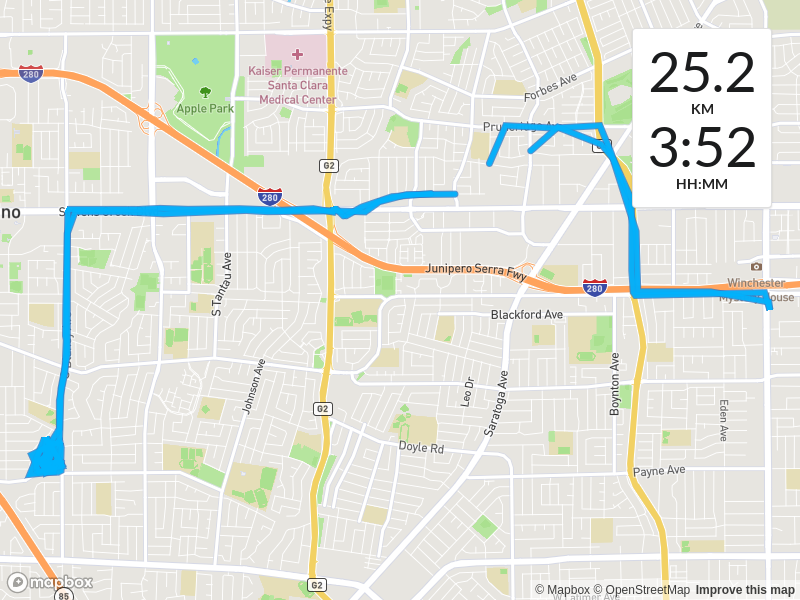 25.2
KM
3:52
HH:MM
280
Kaiser Permanente
Santa Clara
Medical Center
Apple Park
Forbes Ave
Expy
G2
280
no
S Tantau Ave
Junipero Serra Fwy
280
Winchester
Mystery House
Blackford Ave
Johnson Ave
Leo Dr
Saratoga Ave
Boynton Ave
Eden Ave
G2
Doyle Rd
Payne Ave
G2
85
mapbox
© Mapbox © OpenStreetMap Improve this map